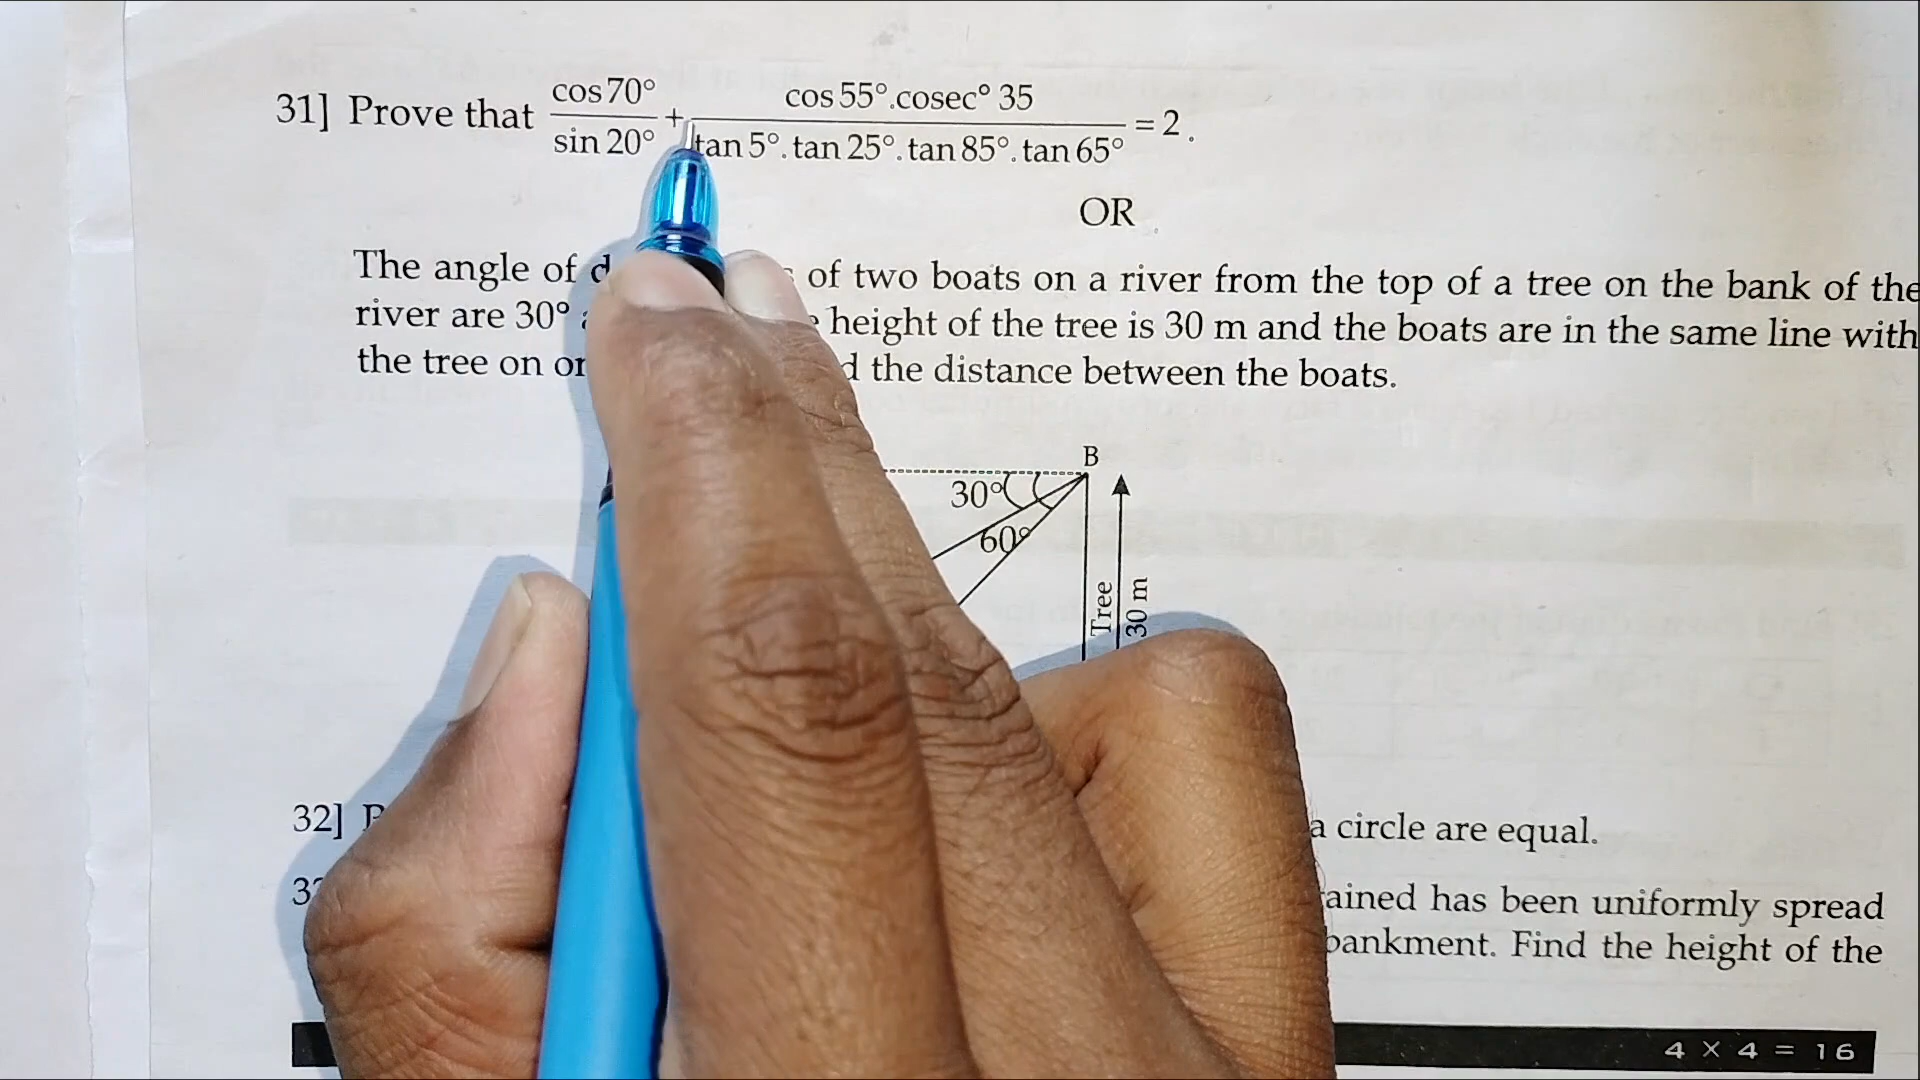 31] Prove that cos 70° / sin 20° + cos 55°.cosec° 35 / tan 5°. tan 25°. tan 85°. tan 65° = 2.
OR
The angle of of two boats on a river from the top of a tree on the bank of the
river are 30° height of the tree is 30 m and the boats are in the same line with
the tree on the distance between the boats.
B
30°
60°
Tree
30 m
32] a circle are equal.
has been uniformly spread
Find the height of the
4 × 4 = 16